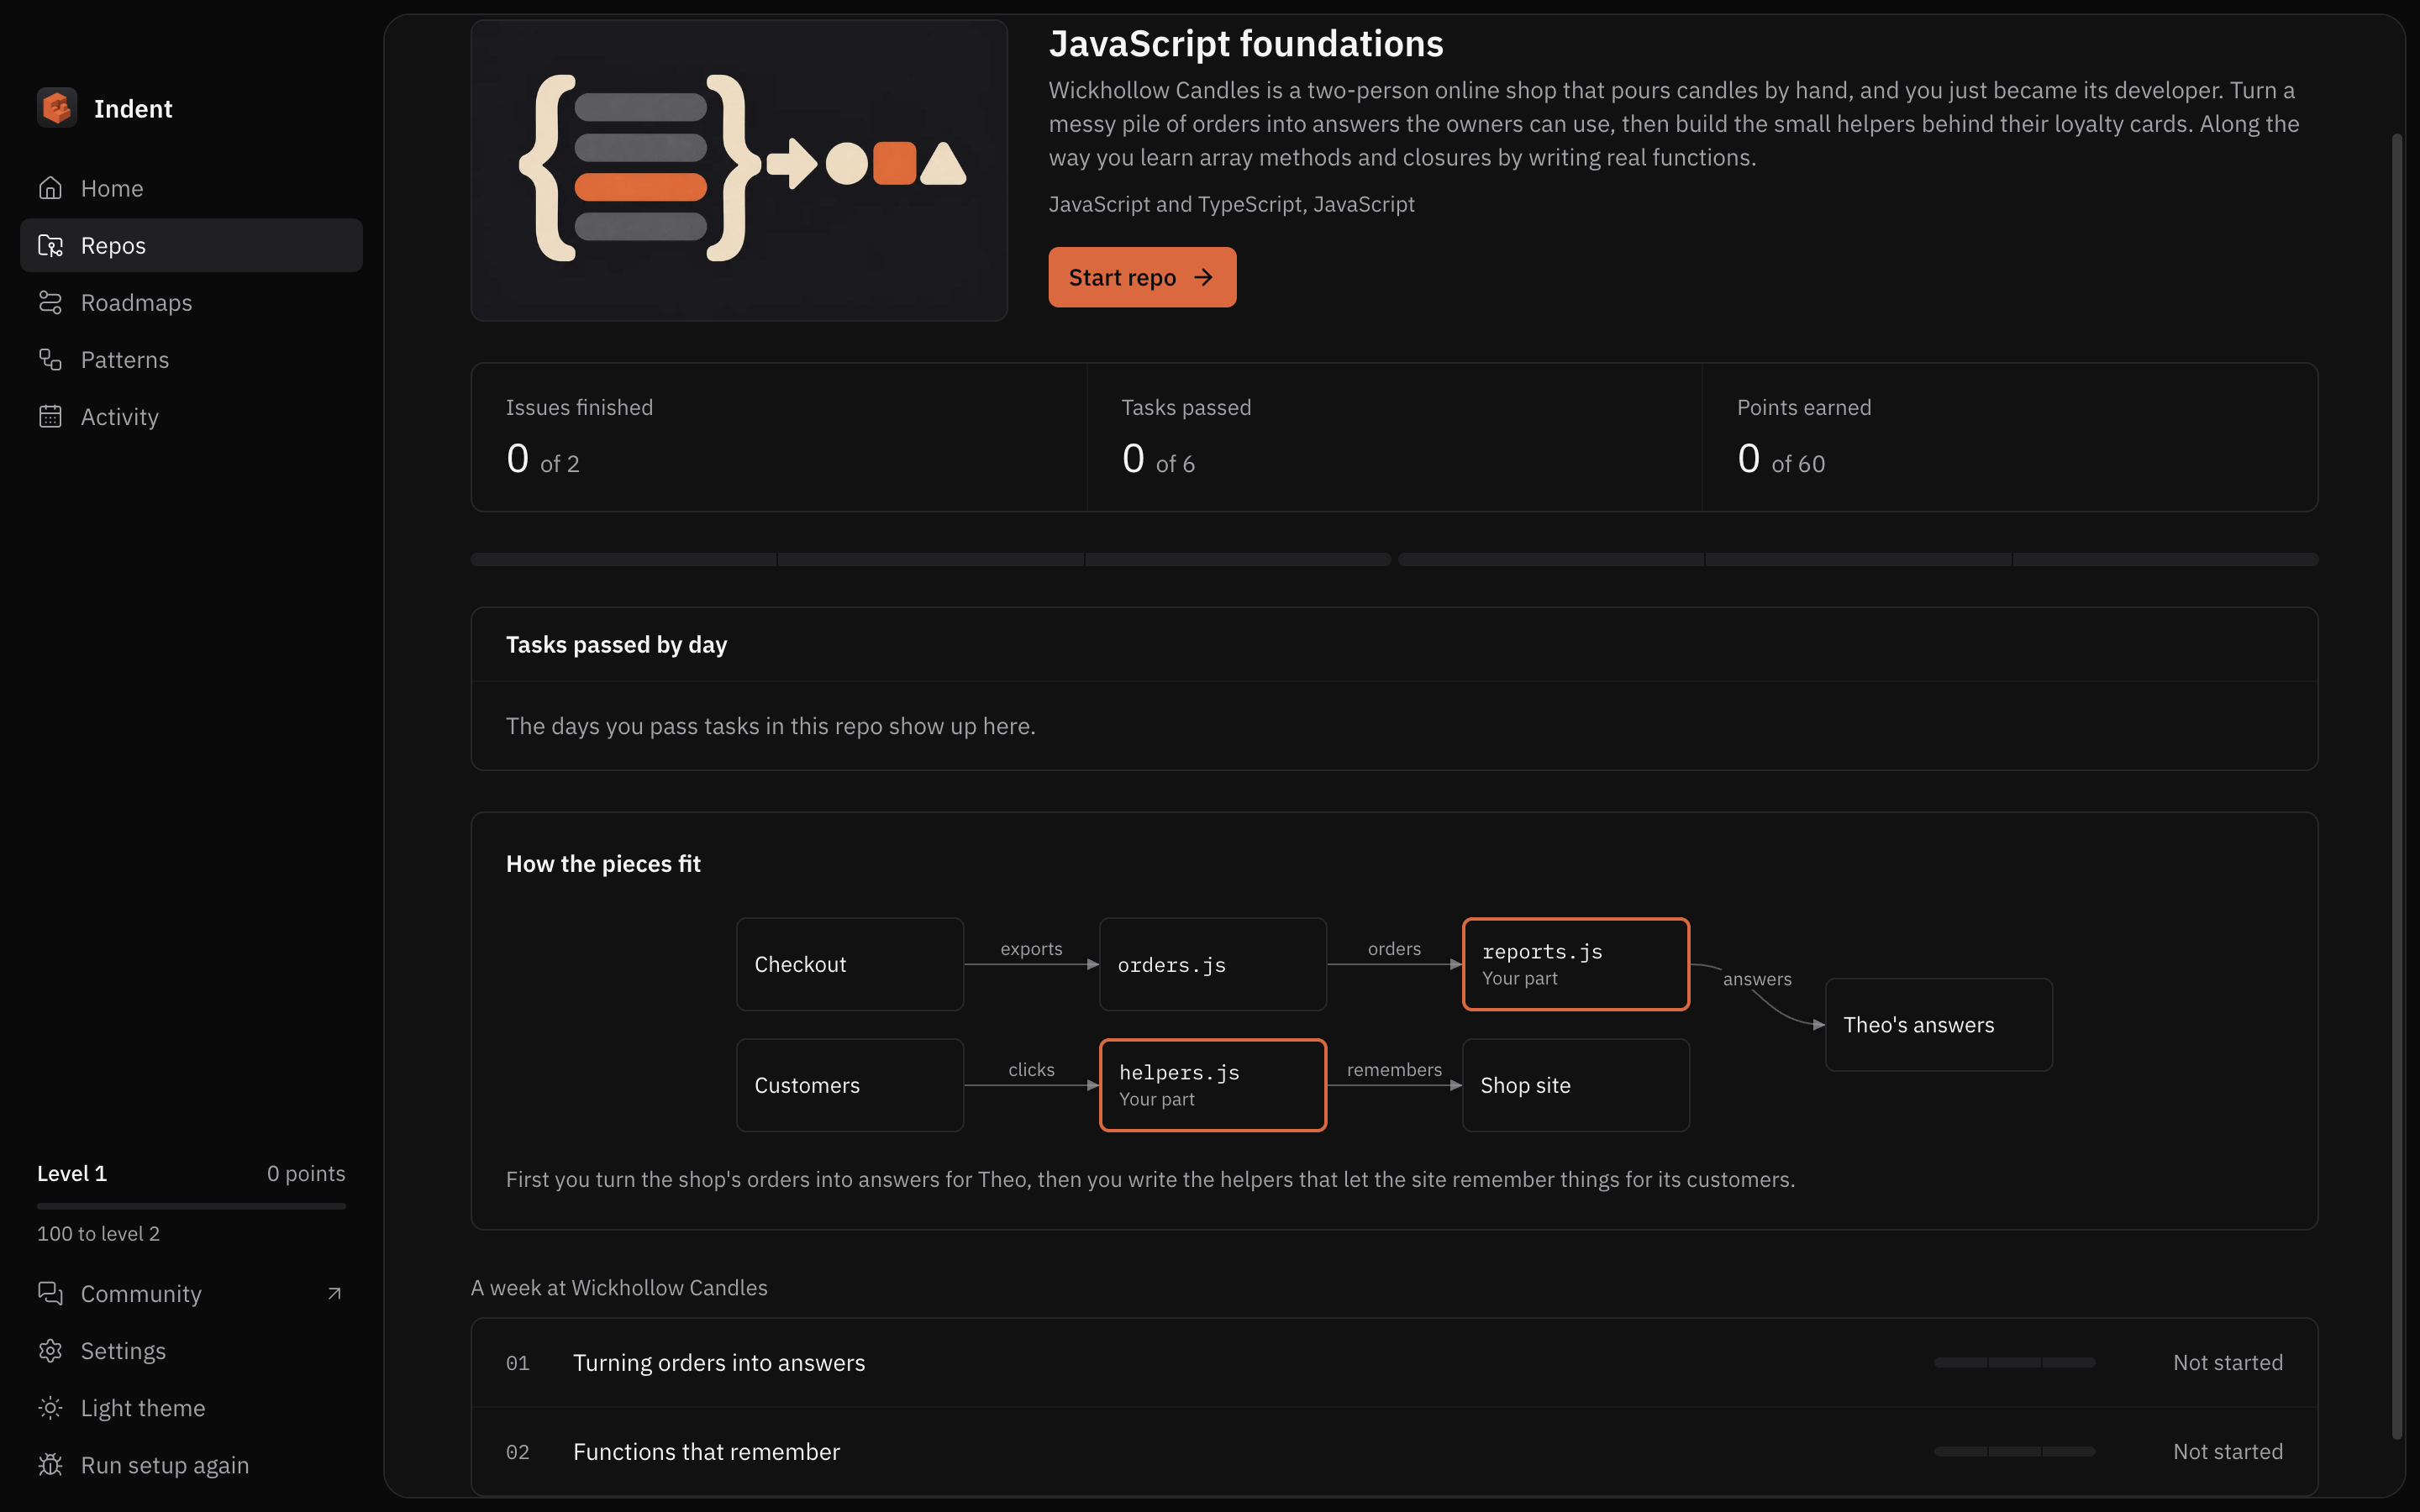 Indent
Home
Repos
Roadmaps
Patterns
Activity
Level 1
0 points
100 to level 2
Community
Settings
Light theme
Run setup again
JavaScript foundations
Wickhollow Candles is a two-person online shop that pours candles by hand, and you just became its developer. Turn a
messy pile of orders into answers the owners can use, then build the small helpers behind their loyalty cards. Along the
way you learn array methods and closures by writing real functions.
JavaScript and TypeScript, JavaScript
Start repo
Issues finished
0 of 2
Tasks passed
0 of 6
Points earned
0 of 60
Tasks passed by day
The days you pass tasks in this repo show up here.
How the pieces fit
Checkout
exports
orders.js
orders
reports.js
Your part
answers
Theo's answers
Customers
clicks
helpers.js
Your part
remembers
Shop site
First you turn the shop's orders into answers for Theo, then you write the helpers that let the site remember things for its customers.
A week at Wickhollow Candles
01 Turning orders into answers Not started
02 Functions that remember Not started